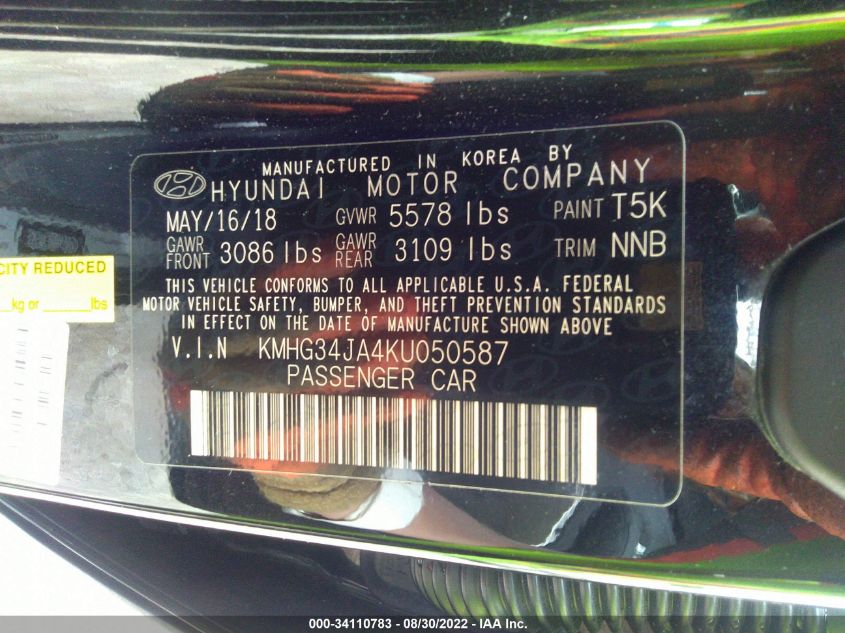 MANUFACTURED IN KOREA BY
HYUNDAI MOTOR COMPANY
MAY/16/18 GVWR 5578 lbs PAINT T5K
GAWR FRONT 3086 lbs GAWR REAR 3109 lbs TRIM NNB
THIS VEHICLE CONFORMS TO ALL APPLICABLE U.S.A. FEDERAL
MOTOR VEHICLE SAFETY, BUMPER, AND THEFT PREVENTION STANDARDS
IN EFFECT ON THE DATE OF MANUFACTURE SHOWN ABOVE
V.I.N KMHG34JA4KU050587
PASSENGER CAR
CITY REDUCED
kg or lbs
000-34110783 - 08/30/2022 - IAA Inc.